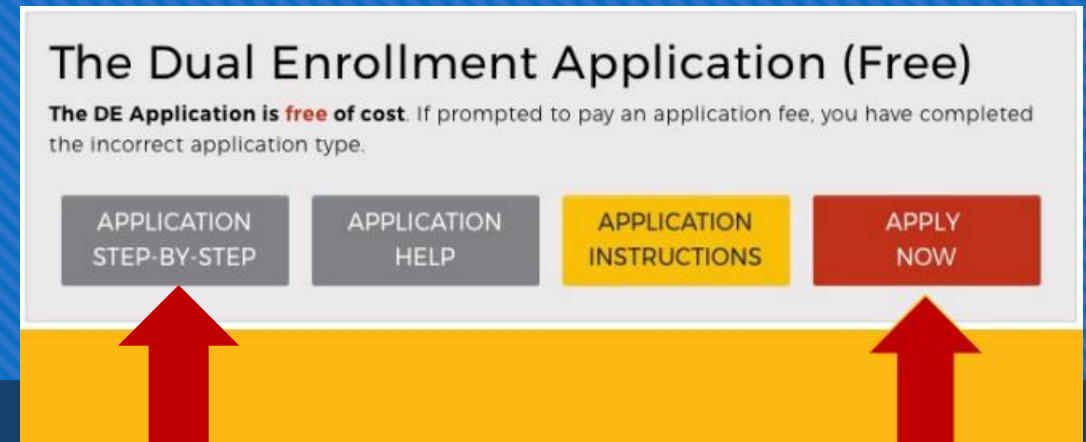 The Dual Enrollment Application (Free)
The DE Application is free of cost. If prompted to pay an application fee, you have completed
the incorrect application type.
APPLICATION
STEP-BY-STEP
APPLICATION
HELP
APPLICATION
INSTRUCTIONS
APPLY
NOW